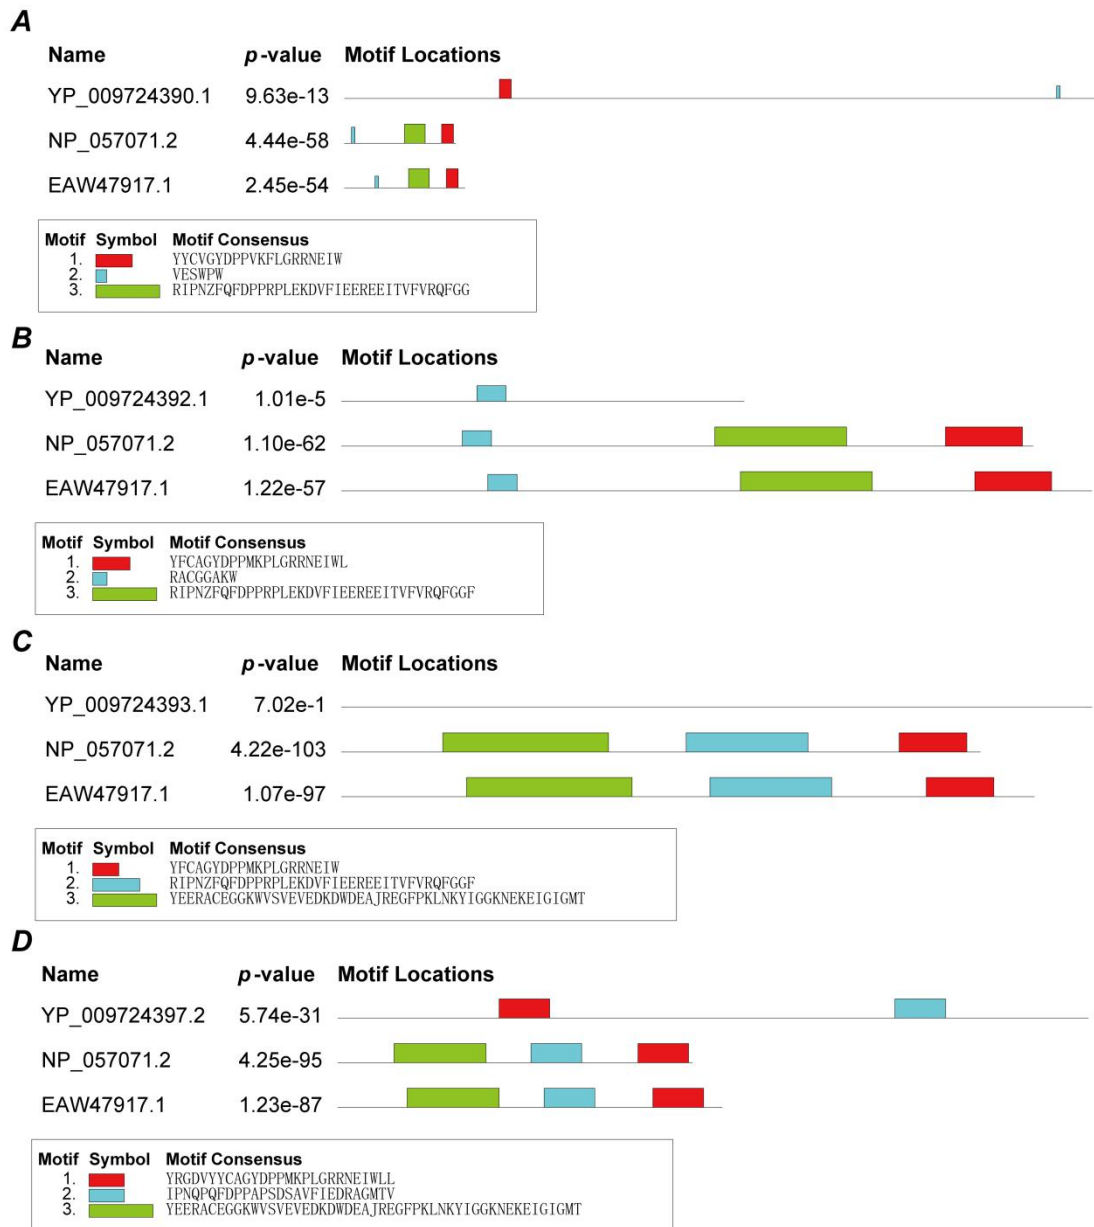 A
Name p-value Motif Locations
YP_009724390.1 9.63e-13
NP_057071.2 4.44e-58
EAW47917.1 2.45e-54
Motif Symbol Motif Consensus
1. YYCVGYDPPVKFLGRRNEIW
2. VESWPW
3. RIPNZFQFDPPRPLEKDVFIEEREEITVFVRQFGG
B
Name p-value Motif Locations
YP_009724392.1 1.01e-5
NP_057071.2 1.10e-62
EAW47917.1 1.22e-57
Motif Symbol Motif Consensus
1. YFCAGYDPPMKPLGRRNEIWL
2. RACGGAKW
3. RIPNZFQFDPPRPLEKDVFIEEREEITVFVRQFGGF
C
Name p-value Motif Locations
YP_009724393.1 7.02e-1
NP_057071.2 4.22e-103
EAW47917.1 1.07e-97
Motif Symbol Motif Consensus
1. YFCAGYDPPMKPLGRRNEIW
2. RIPNZFQFDPPRPLEKDVFIEEREEITVFVRQFGGF
3. YEERACEGGKWVSVEVEDKDWDEAJREGFPKLNKYIGGKNEKEIGIGMT
D
Name p-value Motif Locations
YP_009724397.2 5.74e-31
NP_057071.2 4.25e-95
EAW47917.1 1.23e-87
Motif Symbol Motif Consensus
1. YRGDVYYCAGYDPPMKPLGRRNEIWLL
2. IPNQPQFDPPAPSDSAVFIEDRAGMTV
3. YEERACEGGKWVSVEVEDKDWDEAJREGFPKLNKYIGGKNEKEIGIGMT